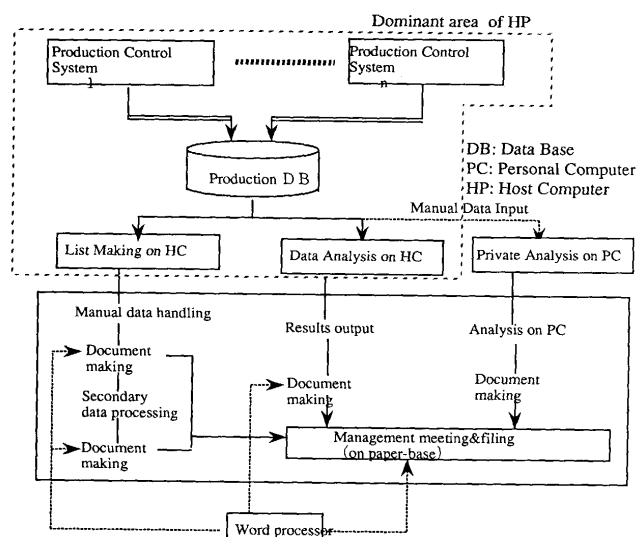 Dominant area of HP
Production Control
System
1
Production Control
System
n
Production D B
DB: Data Base
PC: Personal Computer
HP: Host Computer
Manual Data Input
List Making on HC
Data Analysis on HC
Private Analysis on PC
Manual data handling
Results output
Analysis on PC
Document
making
Secondary
data processing
Document
making
Document
making
Document
making
Management meeting&filing
(on paper-base)
Word processor